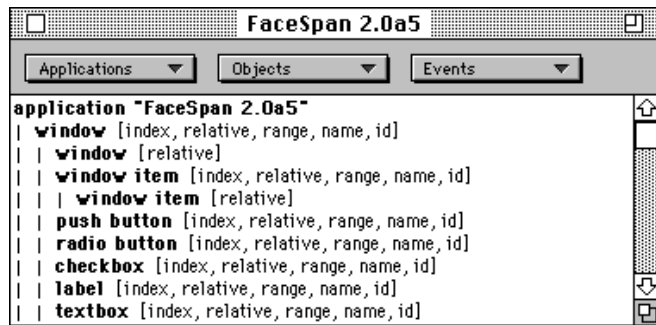 FaceSpan 2.0a5
Applications Objects Events
application "FaceSpan 2.0a5"
| window [index, relative, range, name, id]
| | window [relative]
| | window item [index, relative, range, name, id]
| | | window item [relative]
| | push button [index, relative, range, name, id]
| | radio button [index, relative, range, name, id]
| | checkbox [index, relative, range, name, id]
| | label [index, relative, range, name, id]
| | textbox [index, relative, range, name, id]